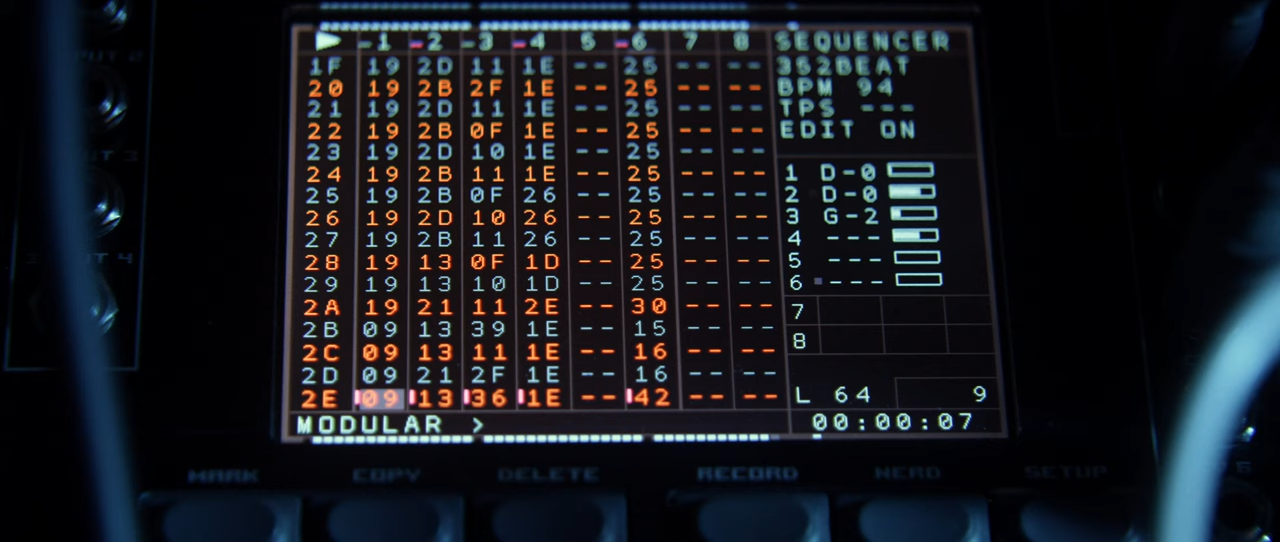 -1 -2 -3 -4 5 -6 7 8 SEQUENCER
1F 19 2D 11 1E -- 25 -- -- 352BEAT
20 19 2B 2F 1E -- 25 -- -- BPM 94
21 19 2D 11 1E -- 25 -- -- TPS ---
22 19 2B 0F 1E -- 25 -- -- EDIT ON
23 19 2D 10 1E -- 25 -- --
24 19 2B 11 1E -- 25 -- -- 1 D-0
25 19 2B 0F 26 -- 25 -- -- 2 D-0
26 19 2D 10 26 -- 25 -- -- 3 G-2
27 19 2B 11 26 -- 25 -- -- 4 ---
28 19 13 0F 1D -- 25 -- -- 5 ---
29 19 13 10 1D -- 25 -- -- 6 ---
2A 19 21 11 2E -- 30 -- -- 7
2B 09 13 39 1E -- 15 -- --
2C 09 13 11 1E -- 16 -- -- 8
2D 09 21 2F 1E -- 16 -- --
2E 09 13 36 1E -- 42 -- -- L 64 9
MODULAR > 00:00:07
MARK COPY DELETE RECORD NERD SETUP